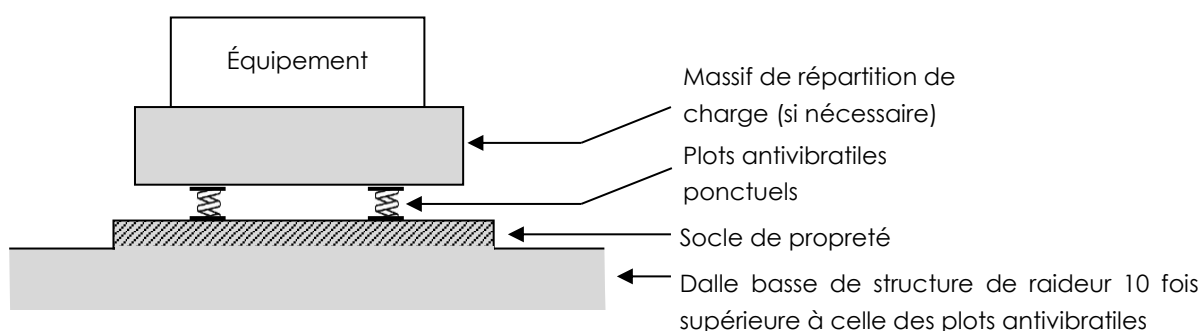 Équipement
Massif de répartition de
charge (si nécessaire)
Plots antivibratiles
ponctuels
Socle de propreté
Dalle basse de structure de raideur 10 fois
supérieure à celle des plots antivibratiles